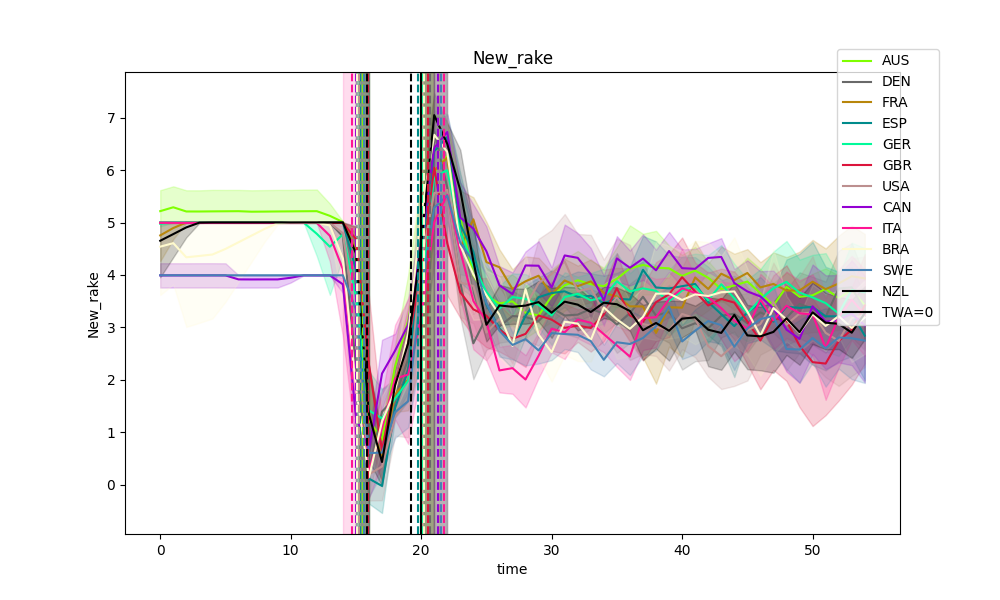 New_rake
AUS
DEN
FRA
ESP
GER
GBR
USA
CAN
ITA
BRA
SWE
NZL
TWA=0
New_rake
7
6
5
4
3
2
1
0
0 10 20 30 40 50
time